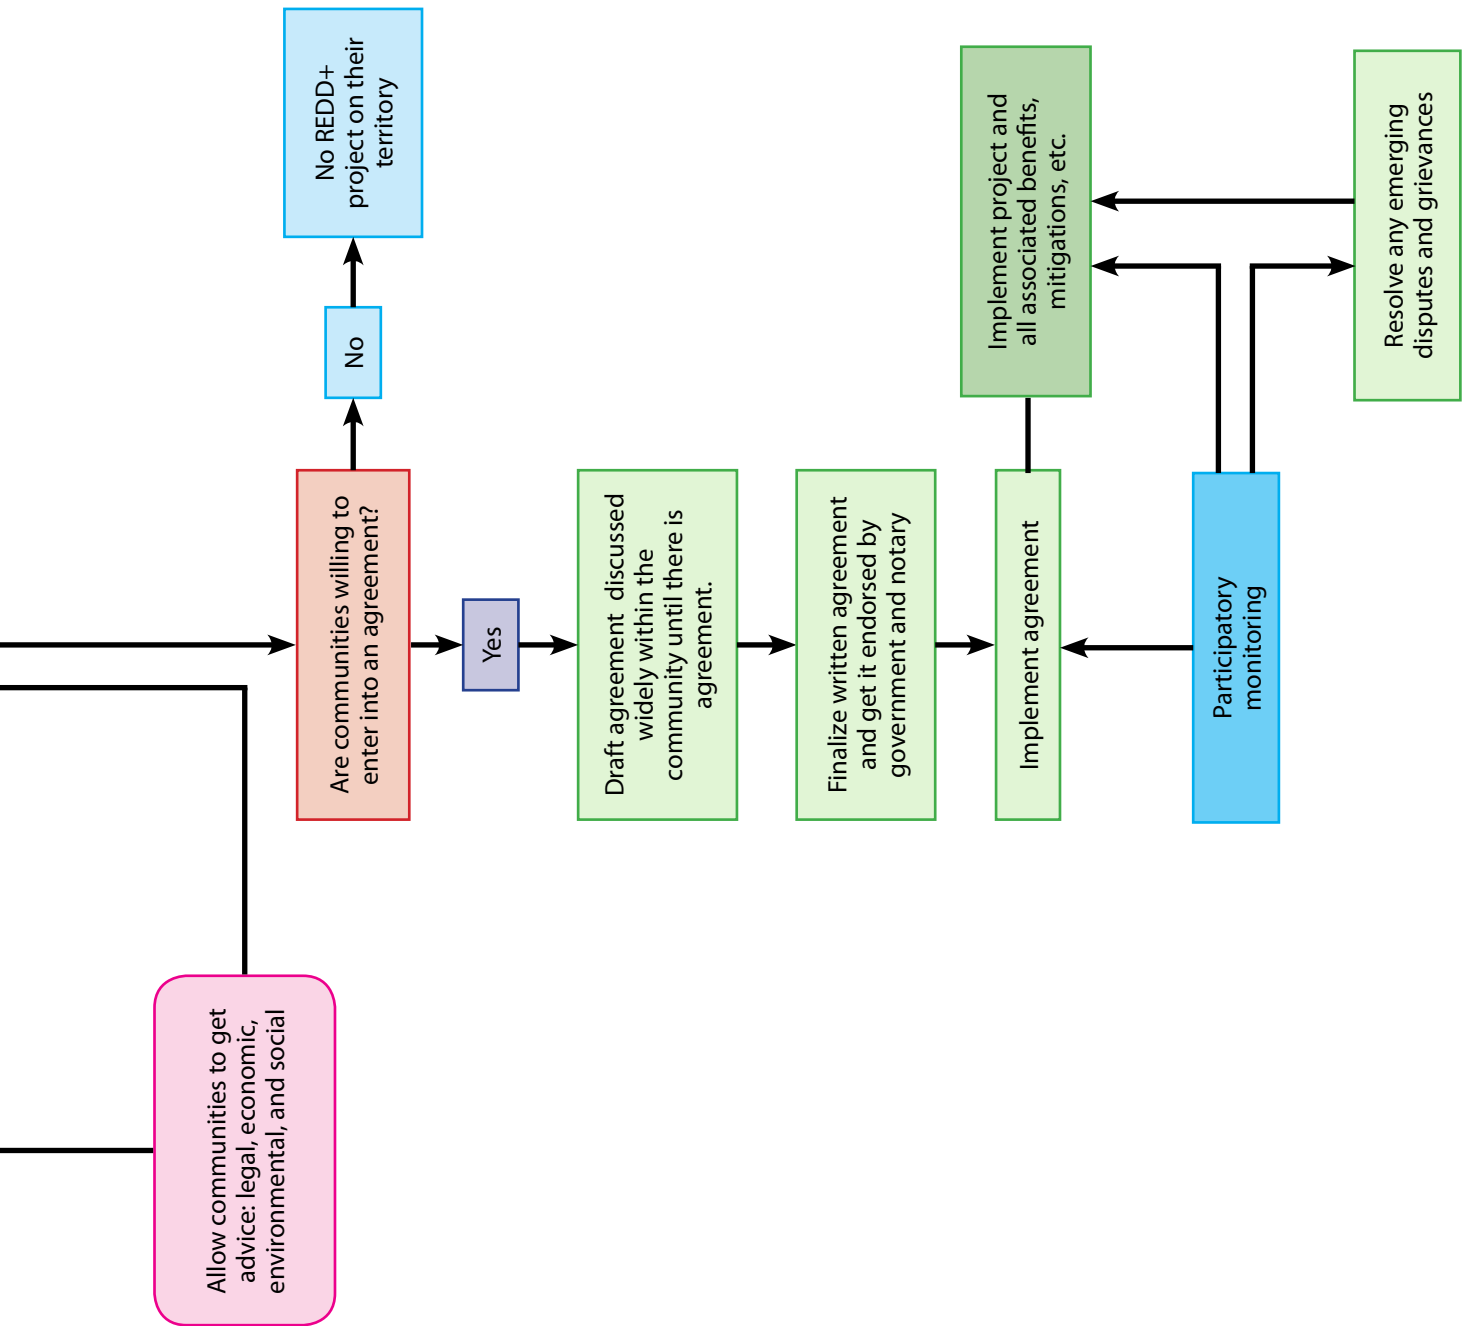 Allow communities to get
advice: legal, economic,
environmental, and social
Are communities willing to
enter into an agreement?
No
No REDD+
project on their
territory
Yes
Draft agreement discussed
widely within the
community until there is
agreement.
Finalize written agreement
and get it endorsed by
government and notary
Implement agreement
Implement project and
all associated benefits,
mitigations, etc.
Participatory
monitoring
Resolve any emerging
disputes and grievances